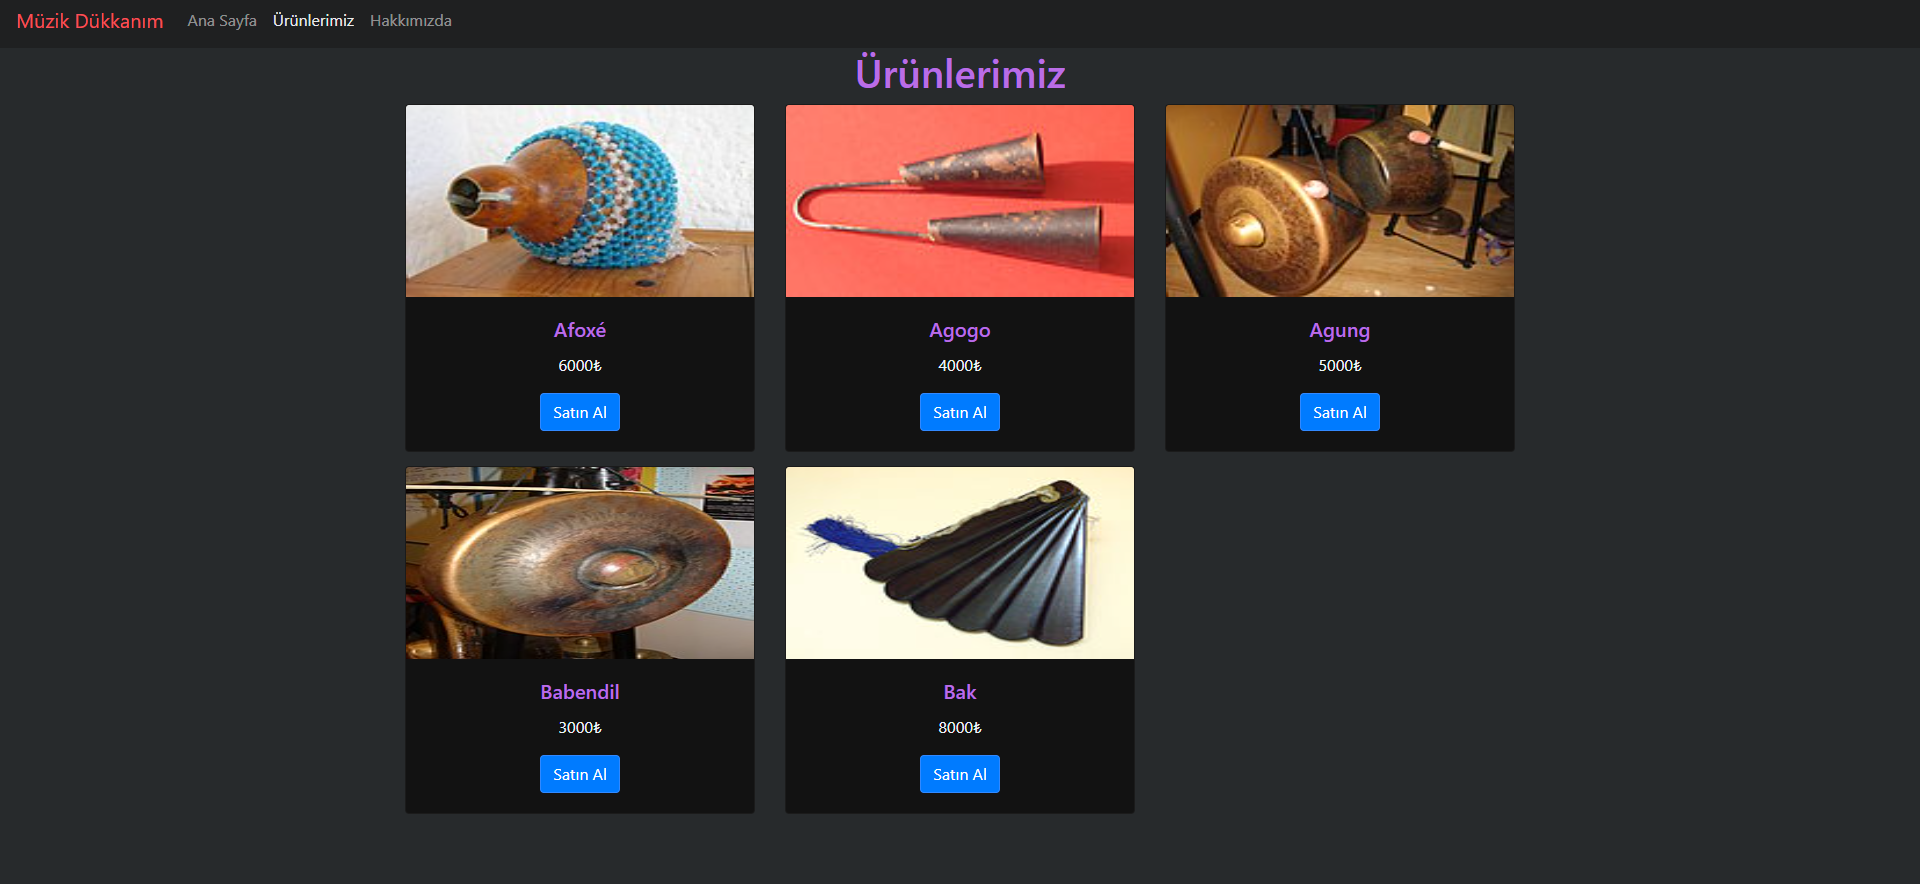 Müzik Dükkanım Ana Sayfa Ürünlerimiz Hakkımızda
Ürünlerimiz
Afoxé
6000₺
Satın Al
Agogo
4000₺
Satın Al
Agung
5000₺
Satın Al
Babendil
3000₺
Satın Al
Bak
8000₺
Satın Al